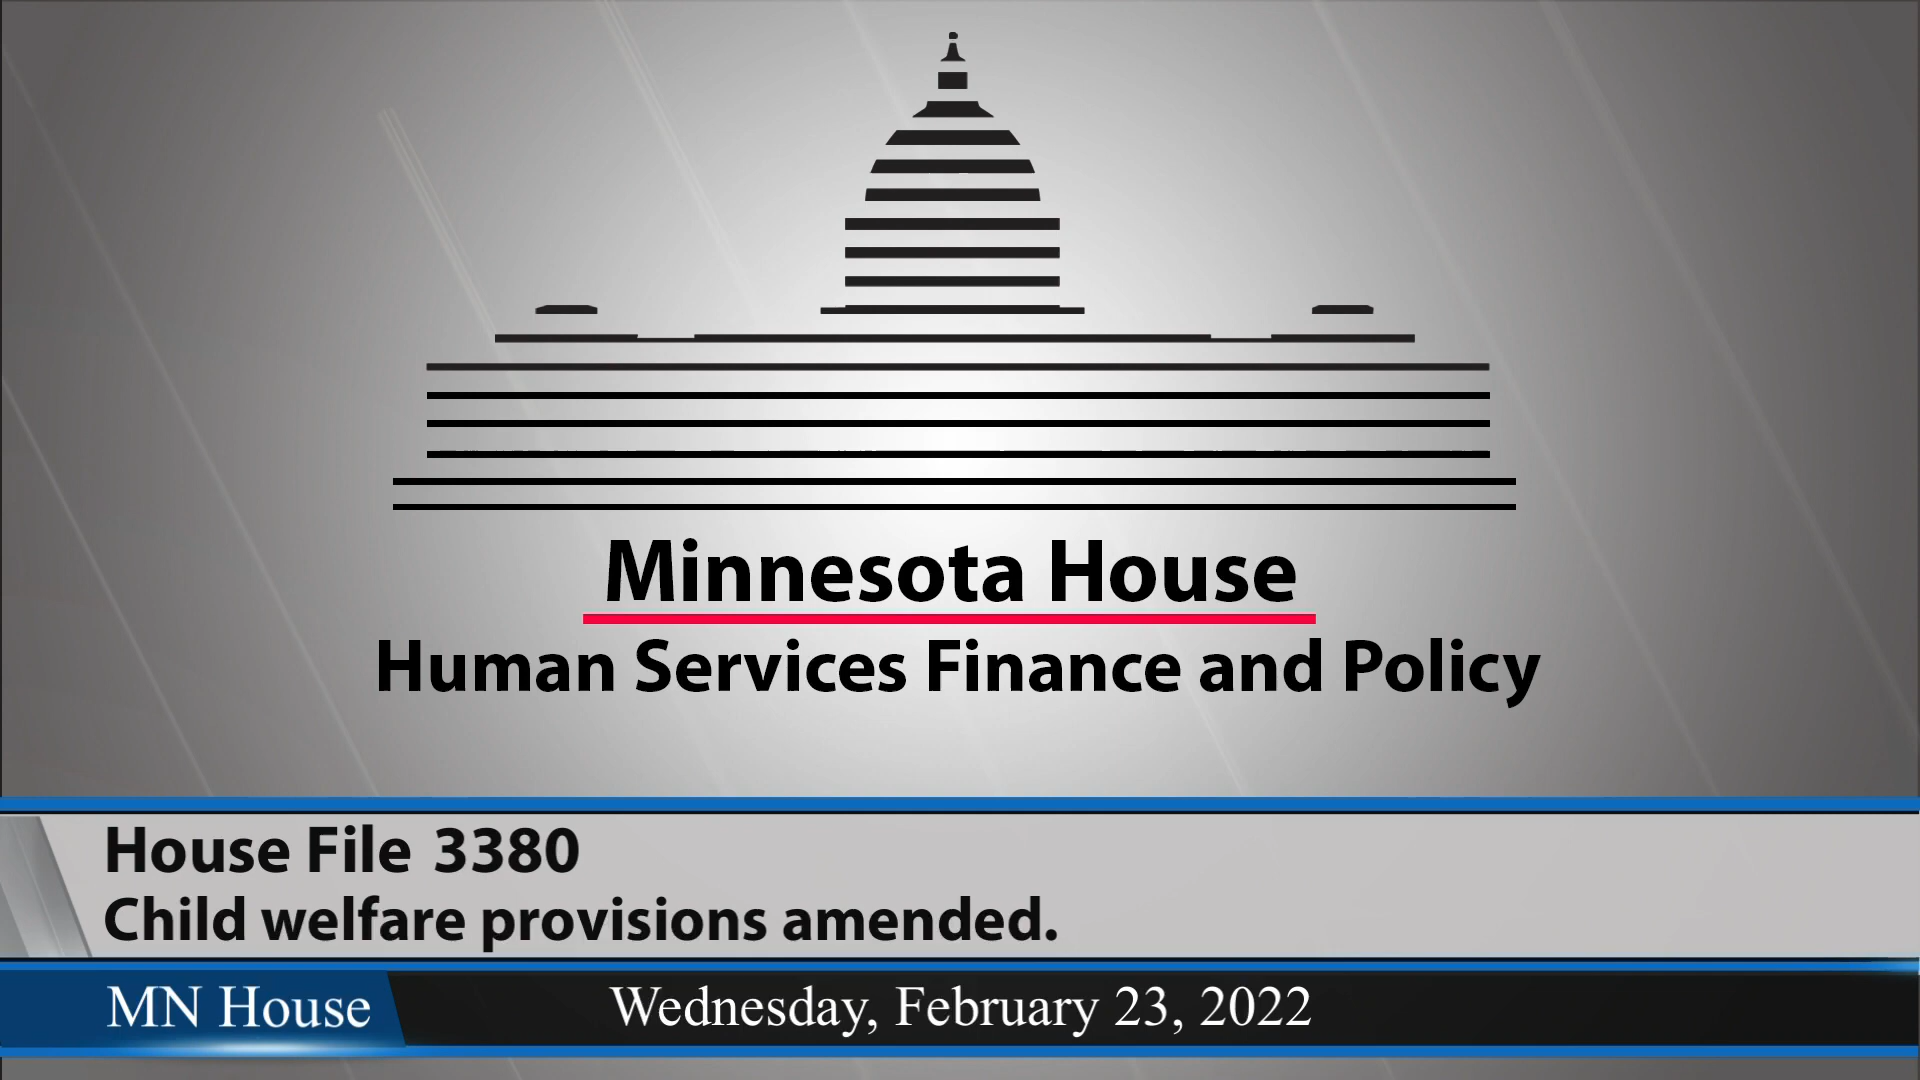 Minnesota House
Human Services Finance and Policy
House File 3380
Child welfare provisions amended.
MN House
Wednesday, February 23, 2022